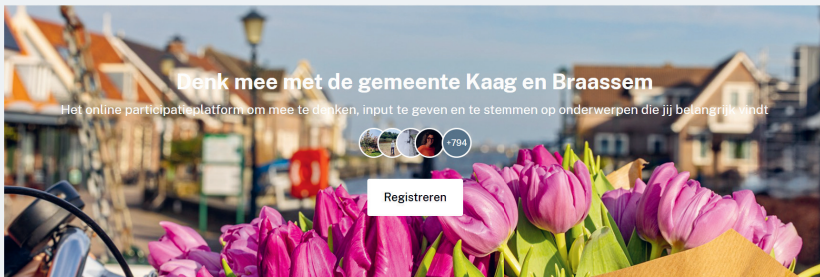 Denk mee met de gemeente Kaag en Braassem
Het online participatieplatform om mee te denken, input te geven en te stemmen op onderwerpen die jij belangrijk vindt
+794
Registreren